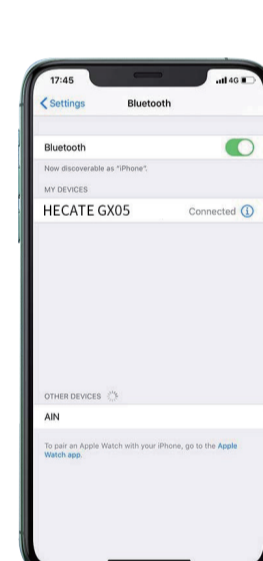 17:45
4G
Settings
Bluetooth
Bluetooth
Now discoverable as "iPhone".
MY DEVICES
HECATE GX05
Connected
OTHER DEVICES
AIN
To pair an Apple Watch with your iPhone, go to the Apple
Watch app.